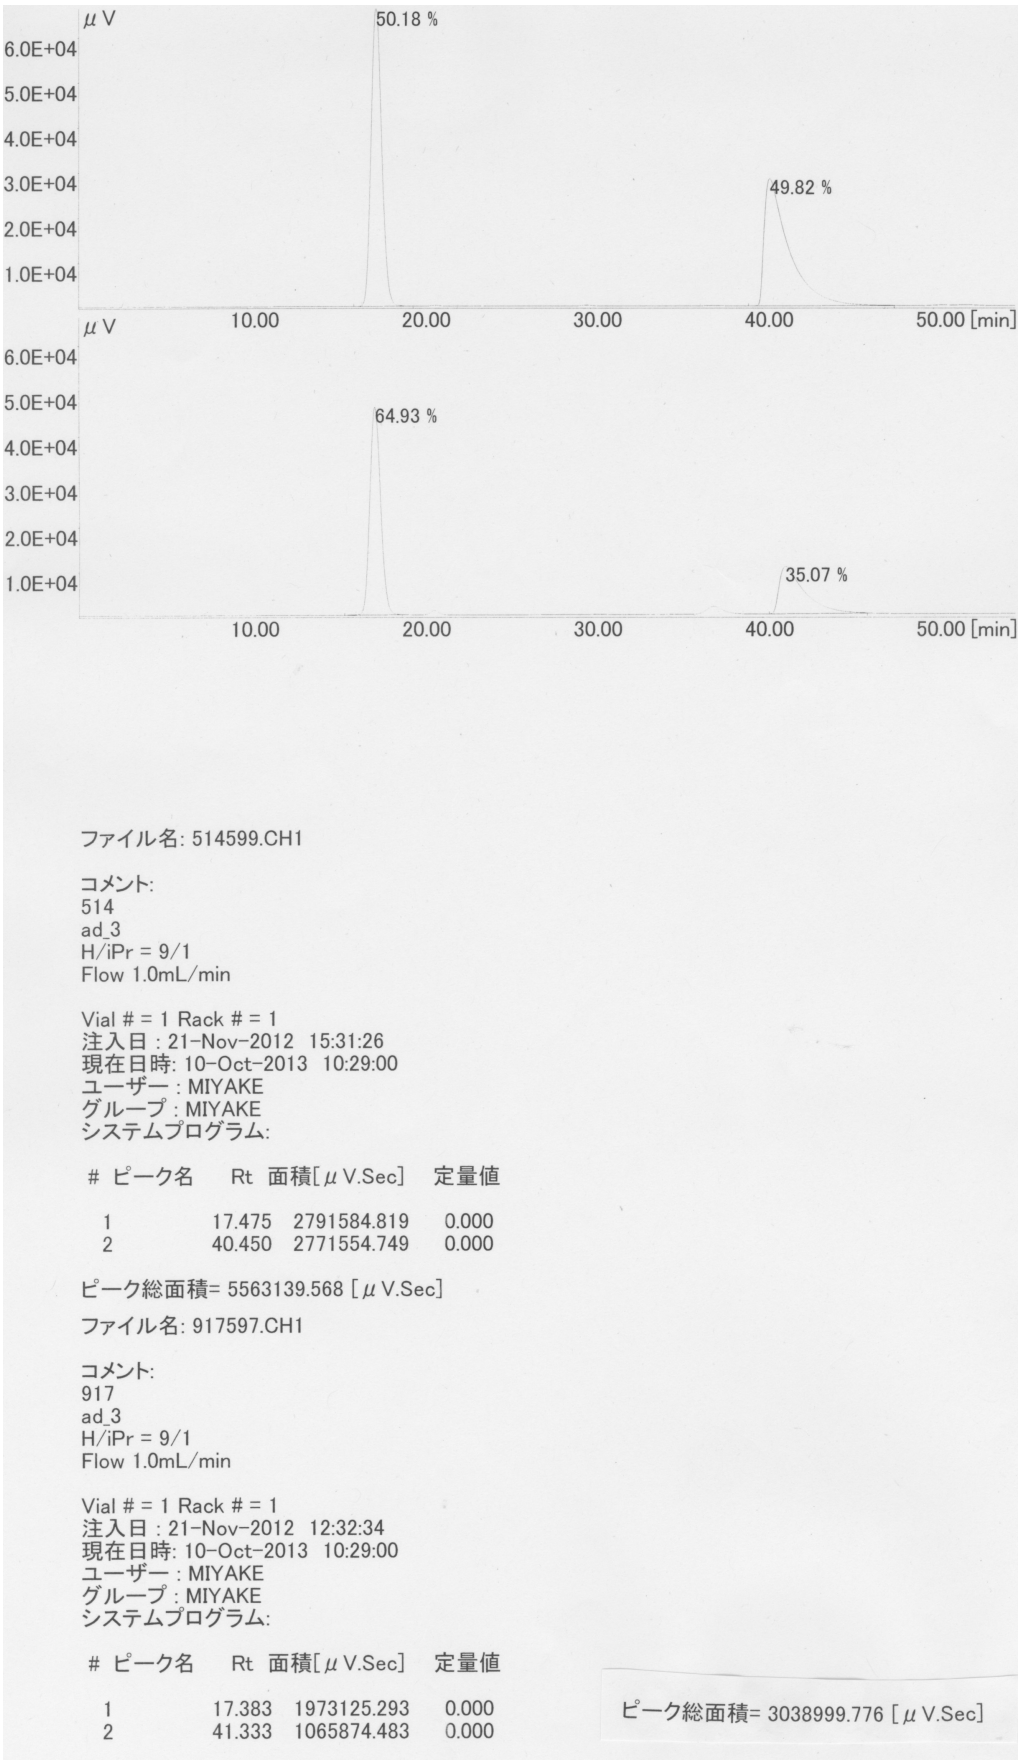 μV
50.18 %
6.0E+04
5.0E+04
4.0E+04
3.0E+04
49.82 %
2.0E+04
1.0E+04
10.00 20.00 30.00 40.00 50.00 [min]
μV
6.0E+04
5.0E+04
64.93 %
4.0E+04
3.0E+04
2.0E+04
35.07 %
1.0E+04
10.00 20.00 30.00 40.00 50.00 [min]
ファイル名: 514599.CH1
コメント:
514
ad_3
H/iPr = 9/1
Flow 1.0mL/min
Vial # = 1 Rack # = 1
注入日 : 21-Nov-2012 15:31:26
現在日時: 10-Oct-2013 10:29:00
ユーザー : MIYAKE
グループ : MIYAKE
システムプログラム:
# ピーク名 Rt 面積[μV.Sec] 定量値
1 17.475 2791584.819 0.000
2 40.450 2771554.749 0.000
ピーク総面積= 5563139.568 [μV.Sec]
ファイル名: 917597.CH1
コメント:
917
ad_3
H/iPr = 9/1
Flow 1.0mL/min
Vial # = 1 Rack # = 1
注入日 : 21-Nov-2012 12:32:34
現在日時: 10-Oct-2013 10:29:00
ユーザー : MIYAKE
グループ : MIYAKE
システムプログラム:
# ピーク名 Rt 面積[μV.Sec] 定量値
1 17.383 1973125.293 0.000
2 41.333 1065874.483 0.000
ピーク総面積= 3038999.776 [μV.Sec]